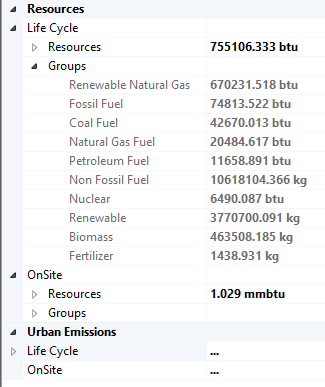 Resources
Life Cycle
Resources 755106.333 btu
Groups
Renewable Natural Gas 670231.518 btu
Fossil Fuel 74813.522 btu
Coal Fuel 42670.013 btu
Natural Gas Fuel 20484.617 btu
Petroleum Fuel 11658.891 btu
Non Fossil Fuel 10618104.366 kg
Nuclear 6490.087 btu
Renewable 3770700.091 kg
Biomass 463508.185 kg
Fertilizer 1438.931 kg
OnSite
Resources 1.029 mmbtu
Groups
Urban Emissions
Life Cycle ...
OnSite ...